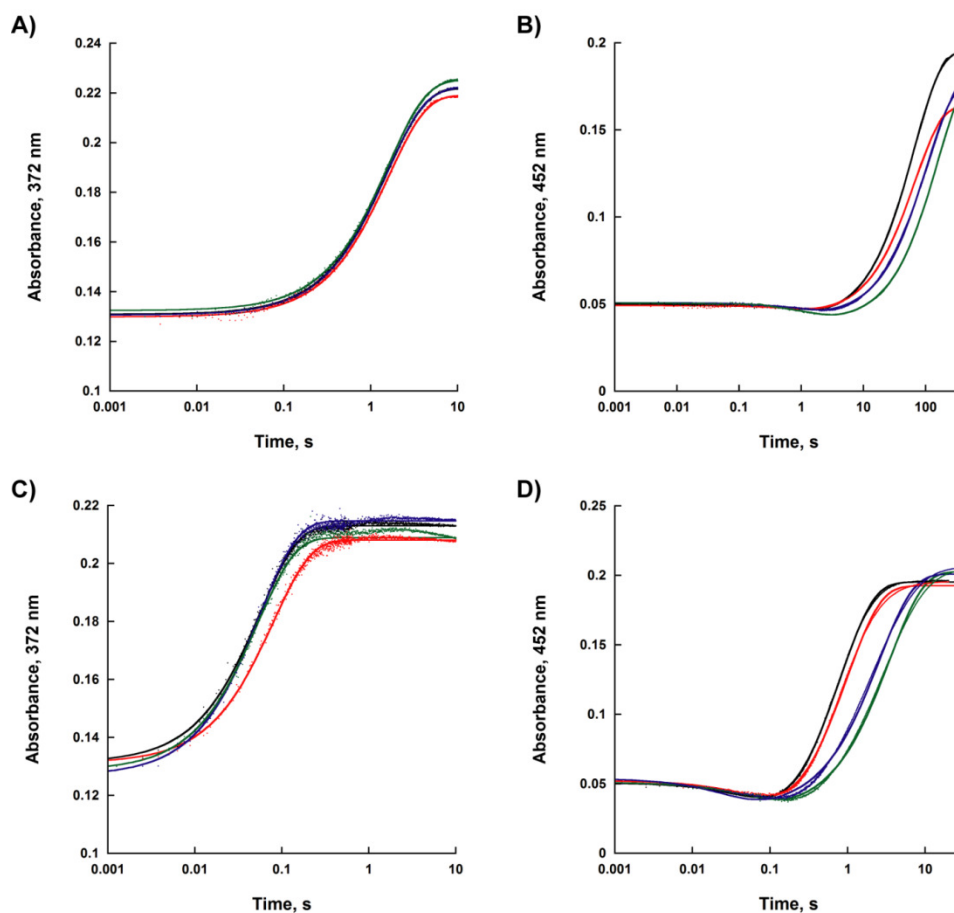 A)
Absorbance, 372 nm
0.24
0.22
0.2
0.18
0.16
0.14
0.12
0.1
0.001 0.01 0.1 1 10
Time, s
B)
Absorbance, 452 nm
0.2
0.15
0.1
0.05
0
0.001 0.01 0.1 1 10 100
Time, s
C)
Absorbance, 372 nm
0.22
0.2
0.18
0.16
0.14
0.12
0.1
0.001 0.01 0.1 1 10
Time, s
D)
Absorbance, 452 nm
0.25
0.2
0.15
0.1
0.05
0
0.001 0.01 0.1 1 10
Time, s